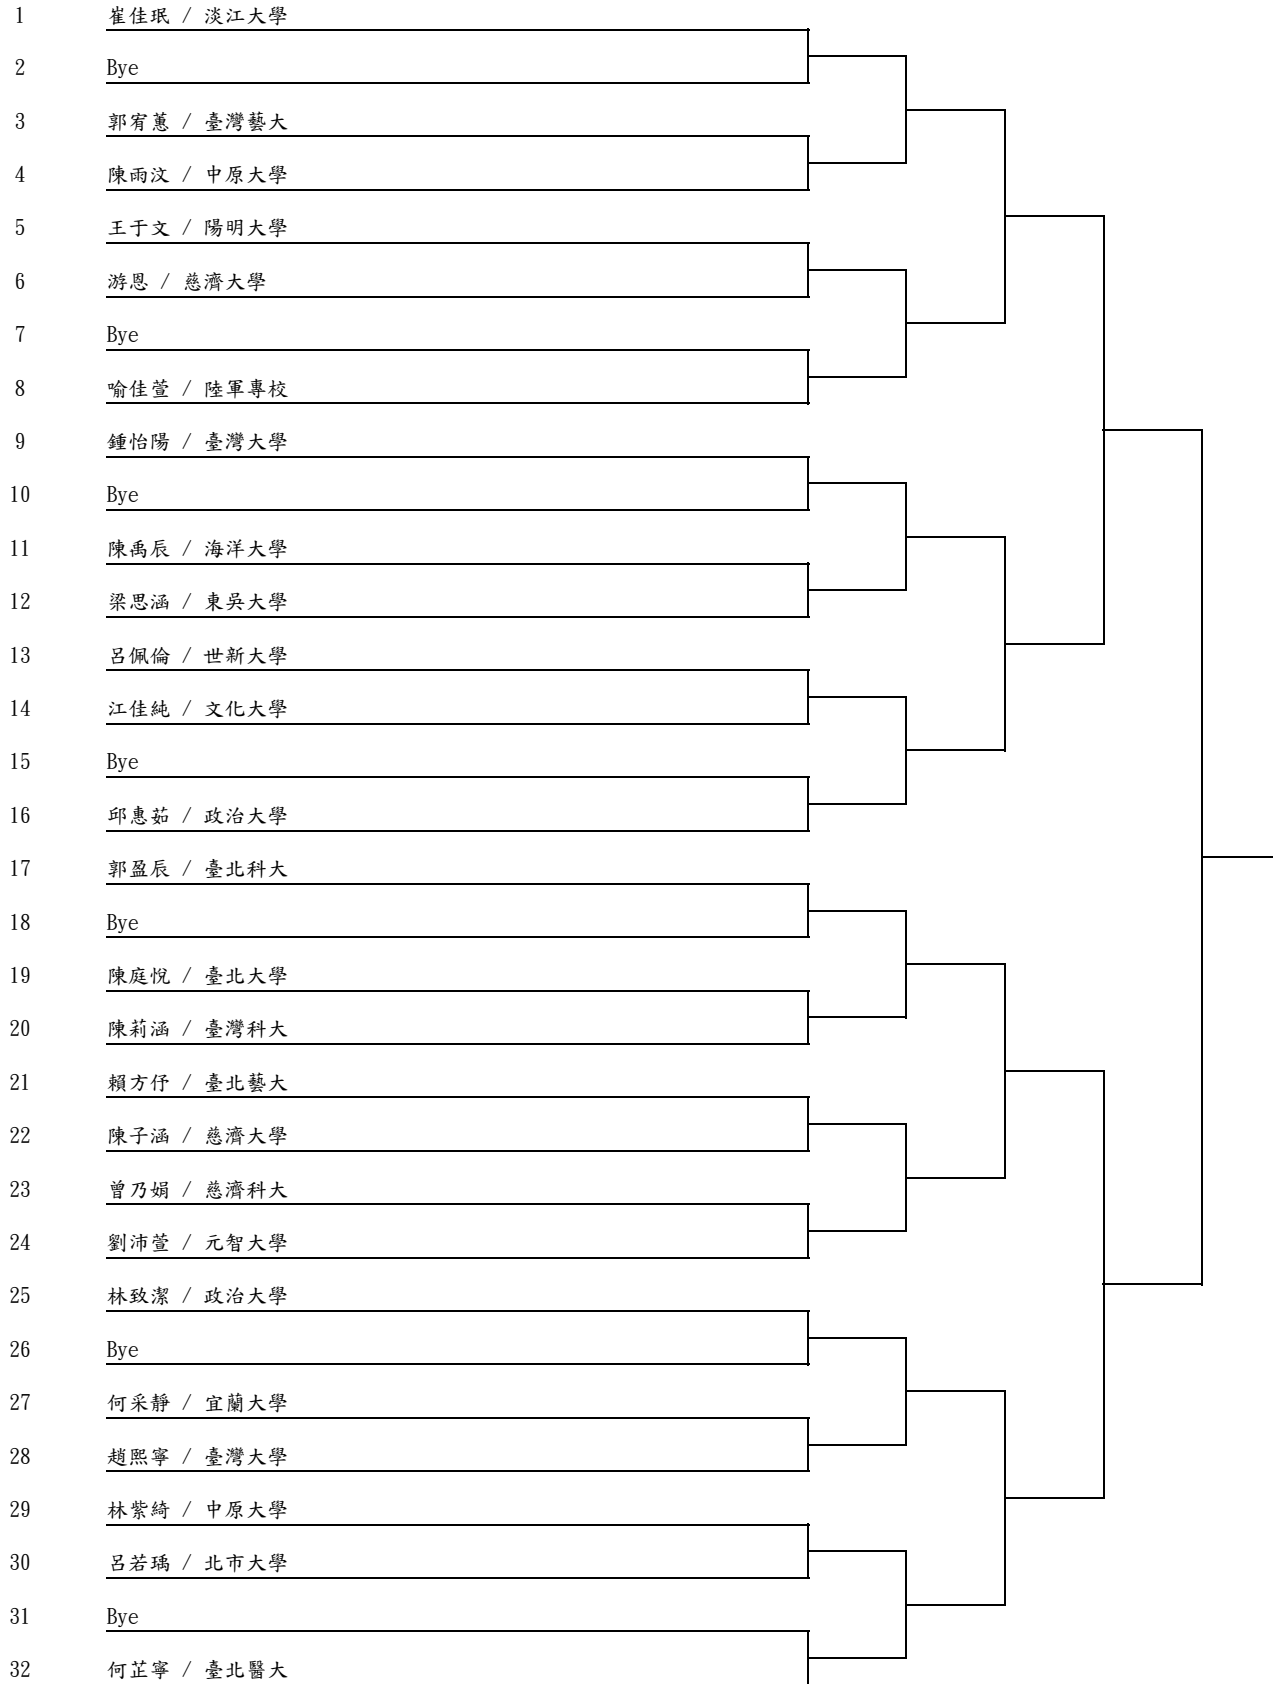 1 崔佳珉 / 淡江大學
2 Bye
3 郭宥蕙 / 臺灣藝大
4 陳雨汶 / 中原大學
5 王于文 / 陽明大學
6 游恩 / 慈濟大學
7 Bye
8 喻佳萱 / 陸軍專校
9 鍾怡陽 / 臺灣大學
10 Bye
11 陳禹辰 / 海洋大學
12 梁思涵 / 東吳大學
13 呂佩倫 / 世新大學
14 江佳純 / 文化大學
15 Bye
16 邱惠茹 / 政治大學
17 郭盈辰 / 臺北科大
18 Bye
19 陳庭悅 / 臺北大學
20 陳莉涵 / 臺灣科大
21 賴方伃 / 臺北藝大
22 陳子涵 / 慈濟大學
23 曾乃娟 / 慈濟科大
24 劉沛萱 / 元智大學
25 林致潔 / 政治大學
26 Bye
27 何采靜 / 宜蘭大學
28 趙熙寧 / 臺灣大學
29 林紫綺 / 中原大學
30 呂若瑀 / 北市大學
31 Bye
32 何芷寧 / 臺北醫大